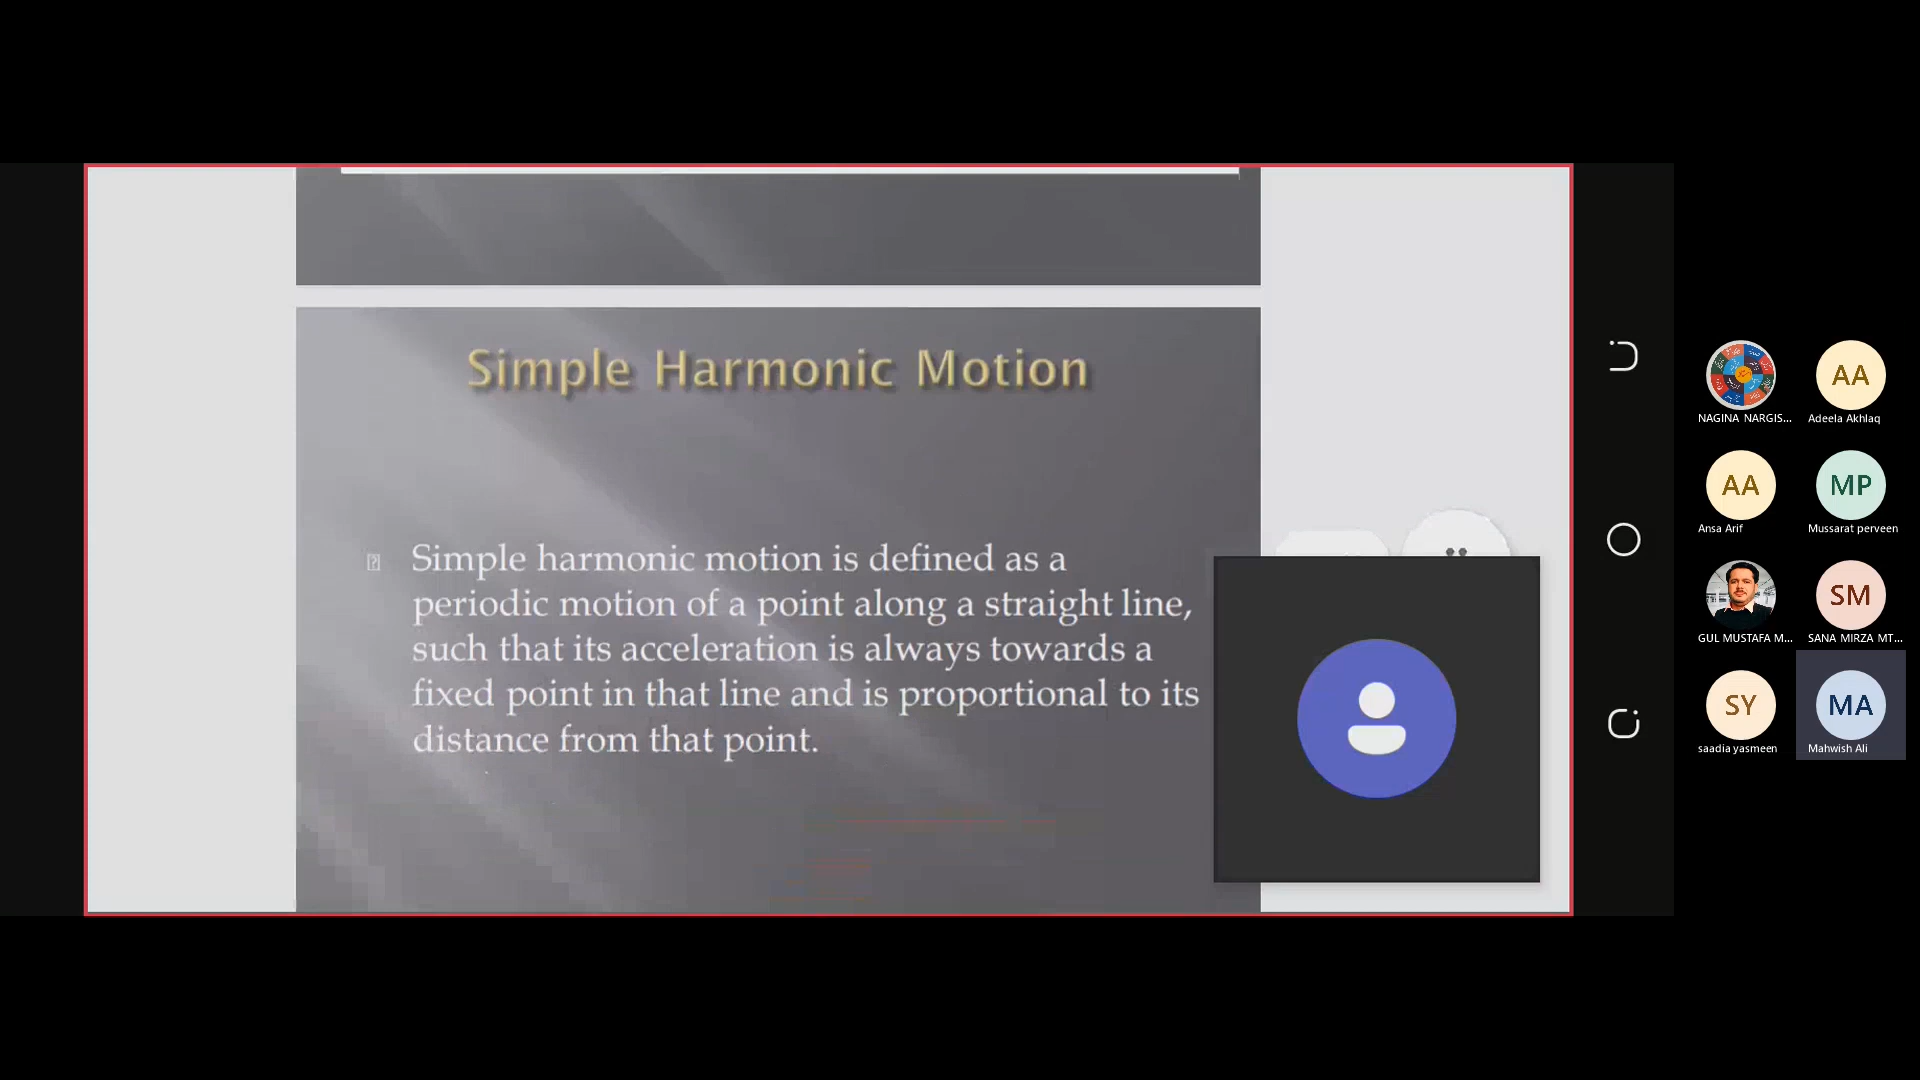 Simple Harmonic Motion
Simple harmonic motion is defined as a
periodic motion of a point along a straight line,
such that its acceleration is always towards a
fixed point in that line and is proportional to its
distance from that point.
NAGINA NARGIS...
AA
Adeela Akhlaq
AA
Ansa Arif
MP
Mussarat perveen
GUL MUSTAFA M...
SM
SANA MIRZA MT...
SY
saadia yasmeen
MA
Mahwish Ali